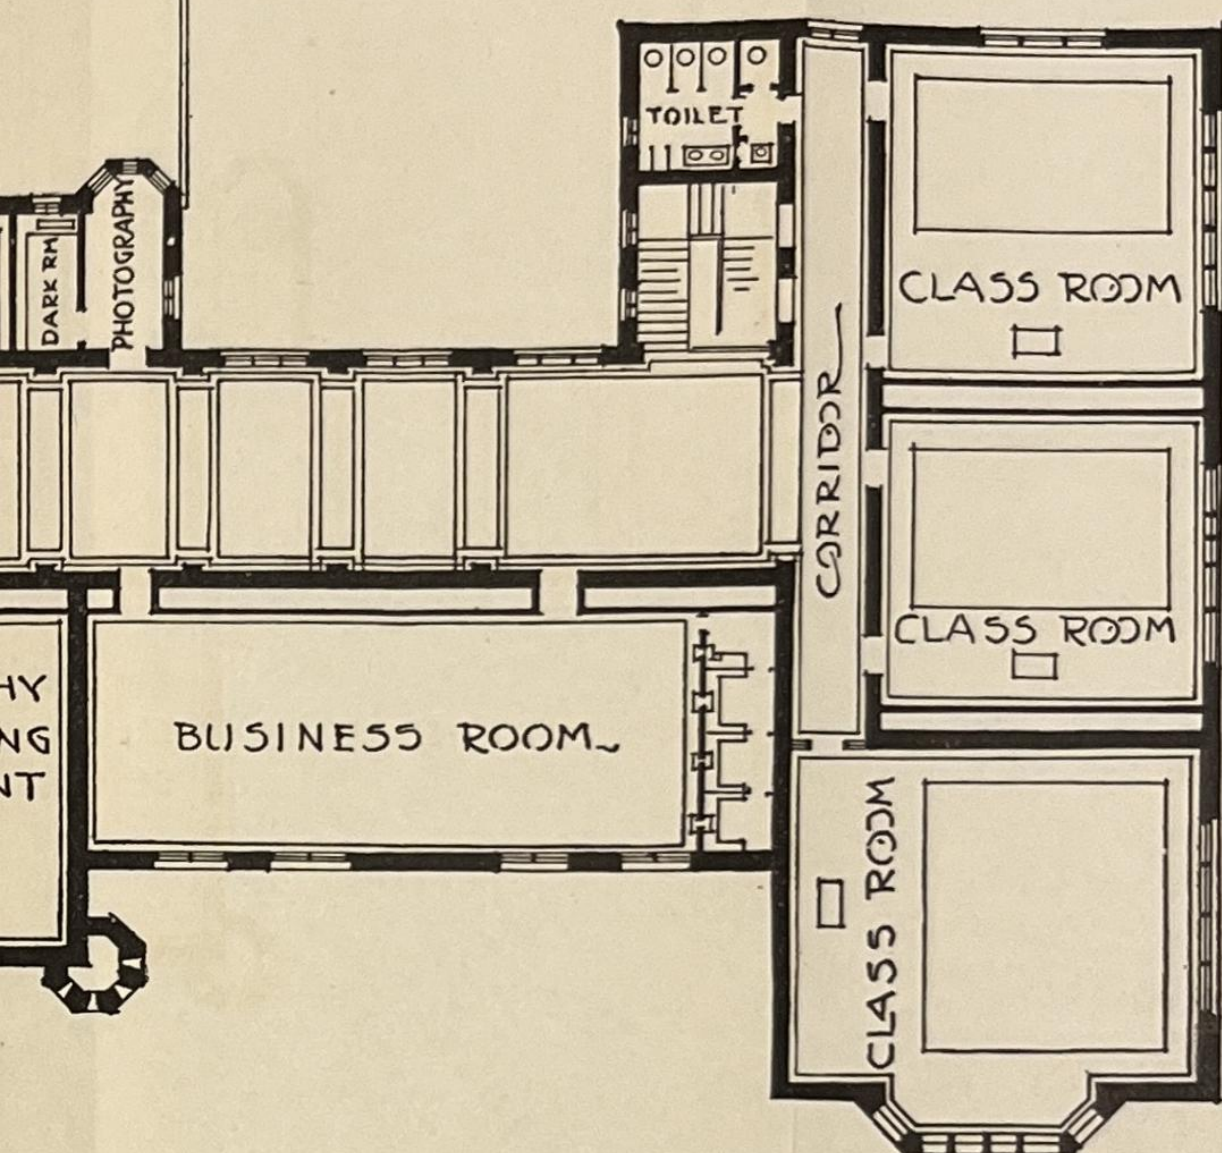 TOILET
CLASS ROOM
DARK RM
PHOTOGRAPHY
CORRIDOR
CLASS ROOM
HY
NG
NT
BUSINESS ROOM
CLASS ROOM